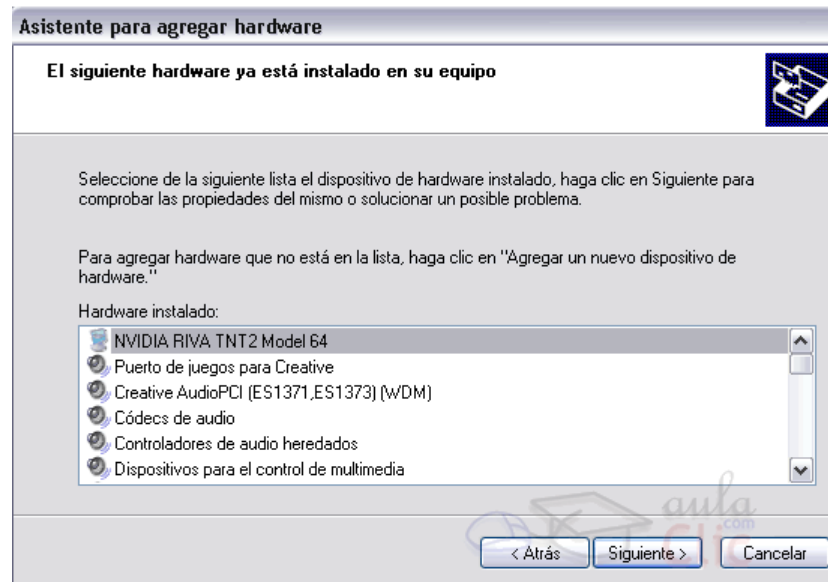 Asistente para agregar hardware
El siguiente hardware ya está instalado en su equipo
Seleccione de la siguiente lista el dispositivo de hardware instalado, haga clic en Siguiente para
comprobar las propiedades del mismo o solucionar un posible problema.
Para agregar hardware que no está en la lista, haga clic en "Agregar un nuevo dispositivo de
hardware."
Hardware instalado:
NVIDIA RIVA TNT2 Model 64
Puerto de juegos para Creative
Creative AudioPCI (ES1371,ES1373) (WDM)
Códecs de audio
Controladores de audio heredados
Dispositivos para el control de multimedia
aula
Clic
.com
< Atrás
Siguiente >
Cancelar